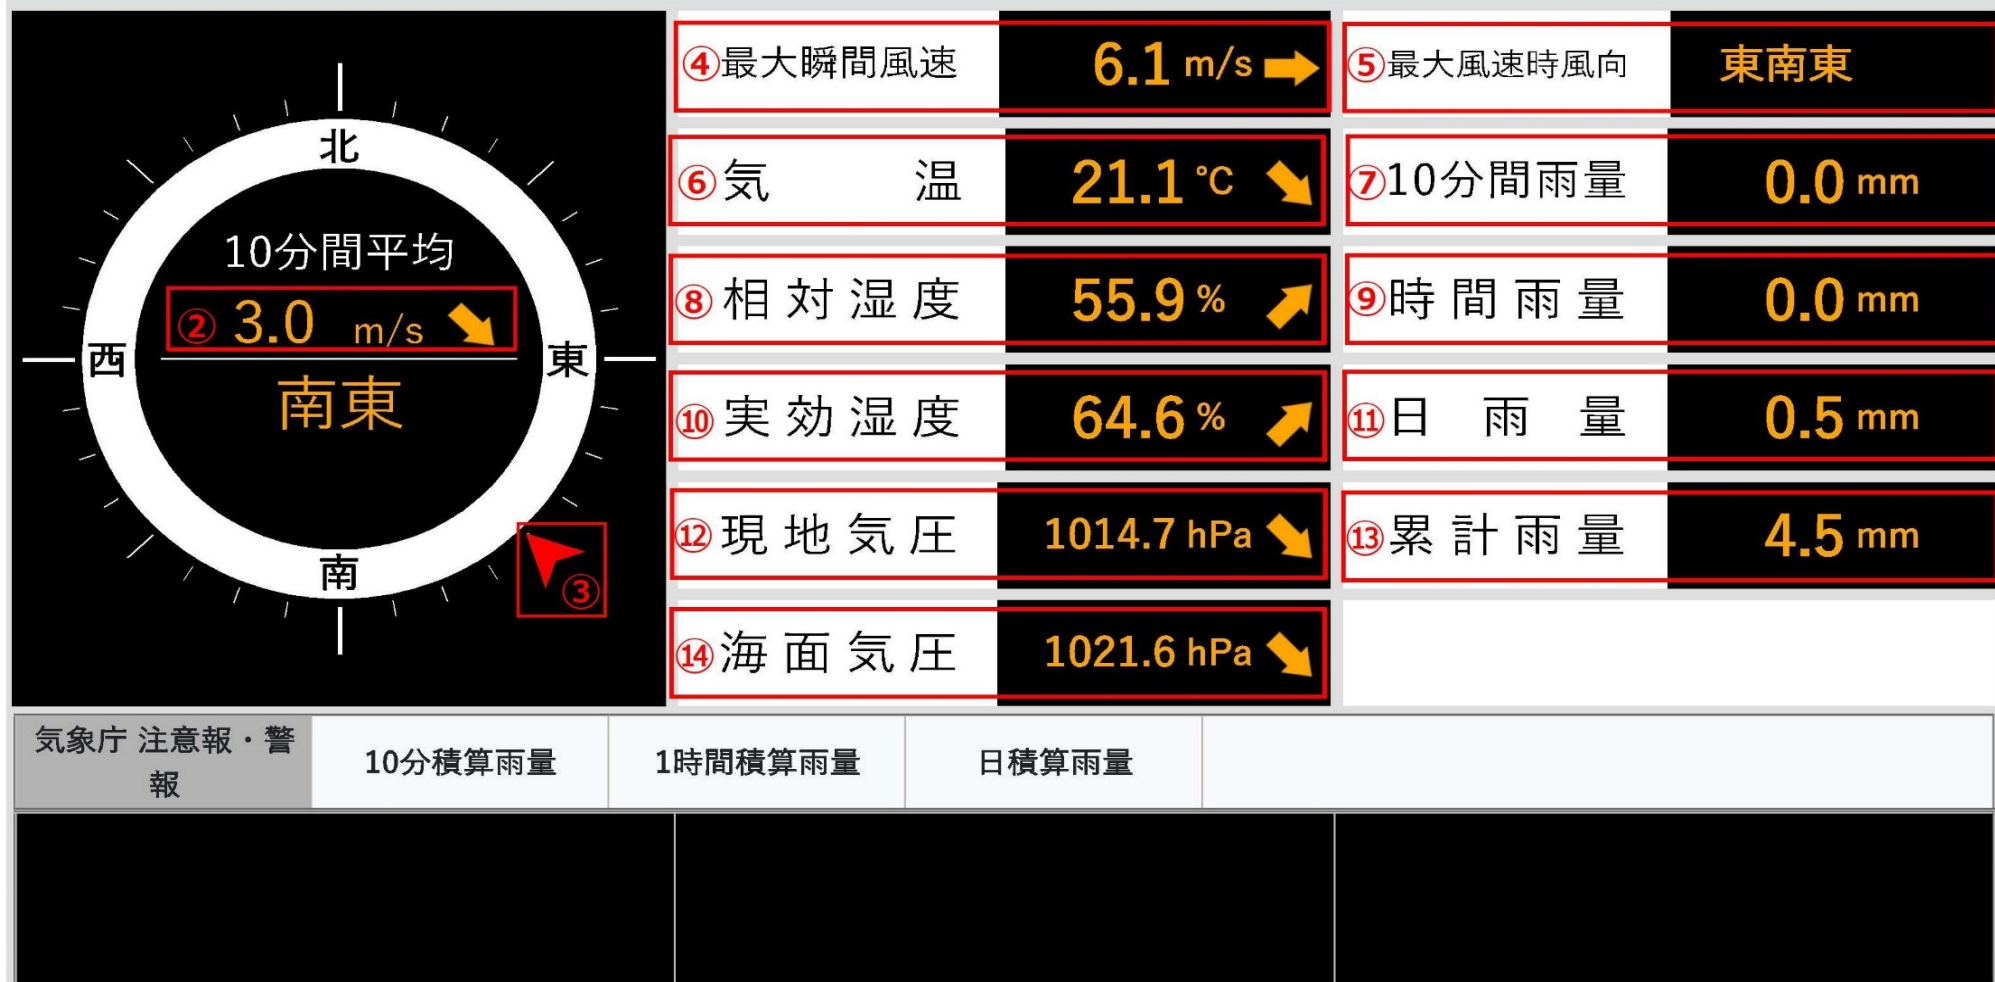 北
10分間平均
② 3.0 m/s
西
東
南東
南
③
④最大瞬間風速 6.1 m/s
⑤最大風速時風向 東南東
⑥気温 21.1 ℃
⑦10分間雨量 0.0 mm
⑧相対湿度 55.9 %
⑨時間雨量 0.0 mm
⑩実効湿度 64.6 %
⑪日雨量 0.5 mm
⑫現地気圧 1014.7 hPa
⑬累計雨量 4.5 mm
⑭海面気圧 1021.6 hPa
気象庁 注意報・警
報
10分積算雨量
1時間積算雨量
日積算雨量